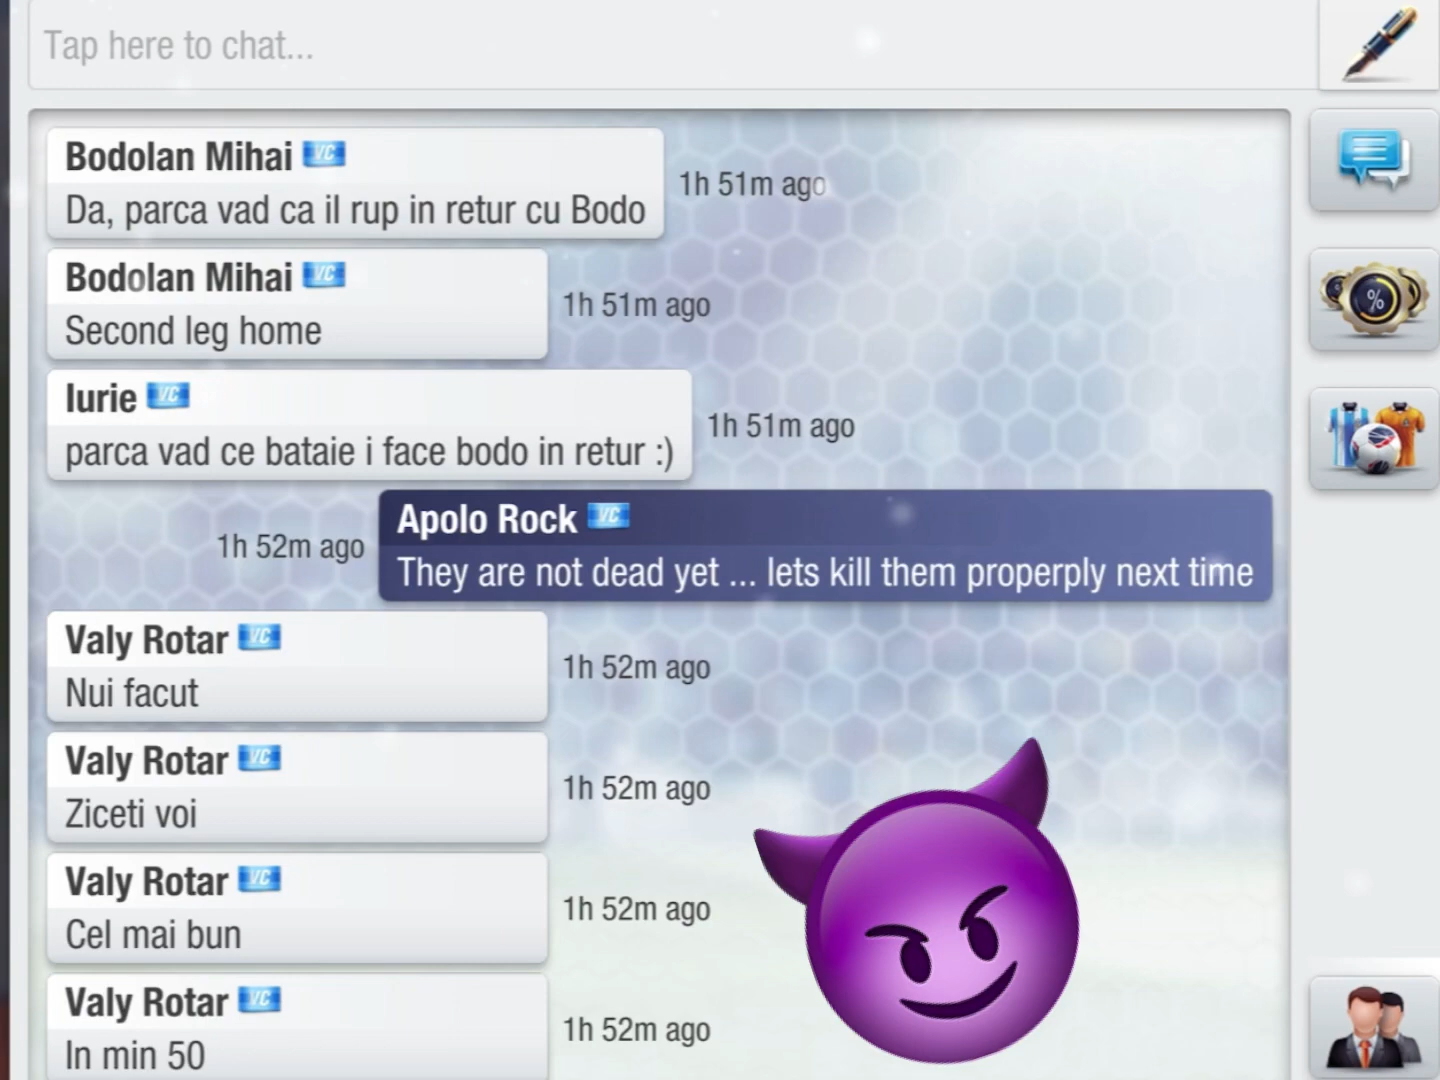 Tap here to chat...
Bodolan Mihai VC
Da, parca vad ca il rup in retur cu Bodo
1h 51m ago
Bodolan Mihai VC
Second leg home
1h 51m ago
Iurie VC
parca vad ce bataie i face bodo in retur :)
1h 51m ago
Apolo Rock VC
They are not dead yet ... lets kill them properply next time
1h 52m ago
Valy Rotar VC
Nui facut
1h 52m ago
Valy Rotar VC
Ziceti voi
1h 52m ago
Valy Rotar VC
Cel mai bun
1h 52m ago
Valy Rotar VC
In min 50
1h 52m ago
%